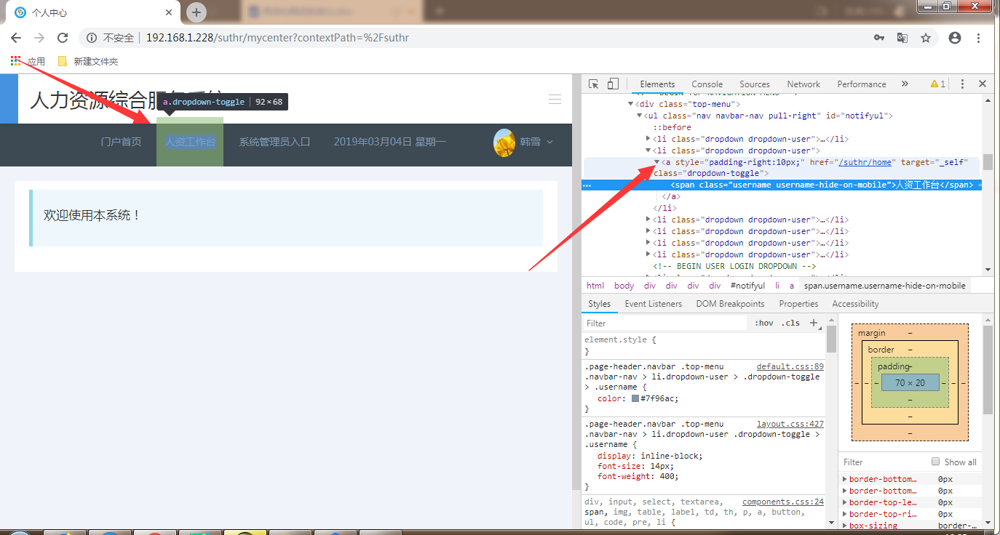 个人中心
不安全 192.168.1.228/suthr/mycenter?contextPath=%2Fsuthr
应用 新建文件夹
人力资源综合服务系统
a.dropdown-toggle 92×68
门户首页 人资工作台 系统管理员入口 2019年03月04日 星期一 韩雪
欢迎使用本系统！
Elements Console Sources Network Performance » 1
<!-- BEGIN TOP NAVIGATION MENU -->
<div class="top-menu">
<ul class="nav navbar-nav pull-right" id="notifyul">
::before
<li class="dropdown dropdown-user">…</li>
<li class="dropdown dropdown-user">
<a style="padding-right:10px;" href="/suthr/home" target="_self"
class="dropdown-toggle">
… <span class="username username-hide-on-mobile">人资工作台</span> =
</a>
</li>
<li class="dropdown dropdown-user">…</li>
<li class="dropdown dropdown-user">…</li>
<li class="dropdown dropdown-user">…</li>
<li class="dropdown dropdown-user">…</li>
<!-- BEGIN USER LOGIN DROPDOWN -->
html body div div div div #notifyul li a span.username.username-hide-on-mobile
Styles Event Listeners DOM Breakpoints Properties Accessibility
Filter :hov .cls +
element.style {
}
.page-header.navbar .top-menu default.css:89
.navbar-nav > li.dropdown-user > .dropdown-toggle
> .username {
color: #7f96ac;
}
.page-header.navbar .top-menu layout.css:427
.navbar-nav > li.dropdown-user .dropdown-toggle >
.username {
display: inline-block;
font-size: 14px;
font-weight: 400;
}
div, input, select, textarea, components.css:24
span, img, table, label, td, th, p, a, button,
ul, code, pre, li {
margin –
border –
padding –
– – – 70 × 20 – – –
–
–
–
Filter Show all
border-bottom… 0px
border-bottom… 0px
border-top-le… 0px
border-top-ri… 0px
box-sizing border-…